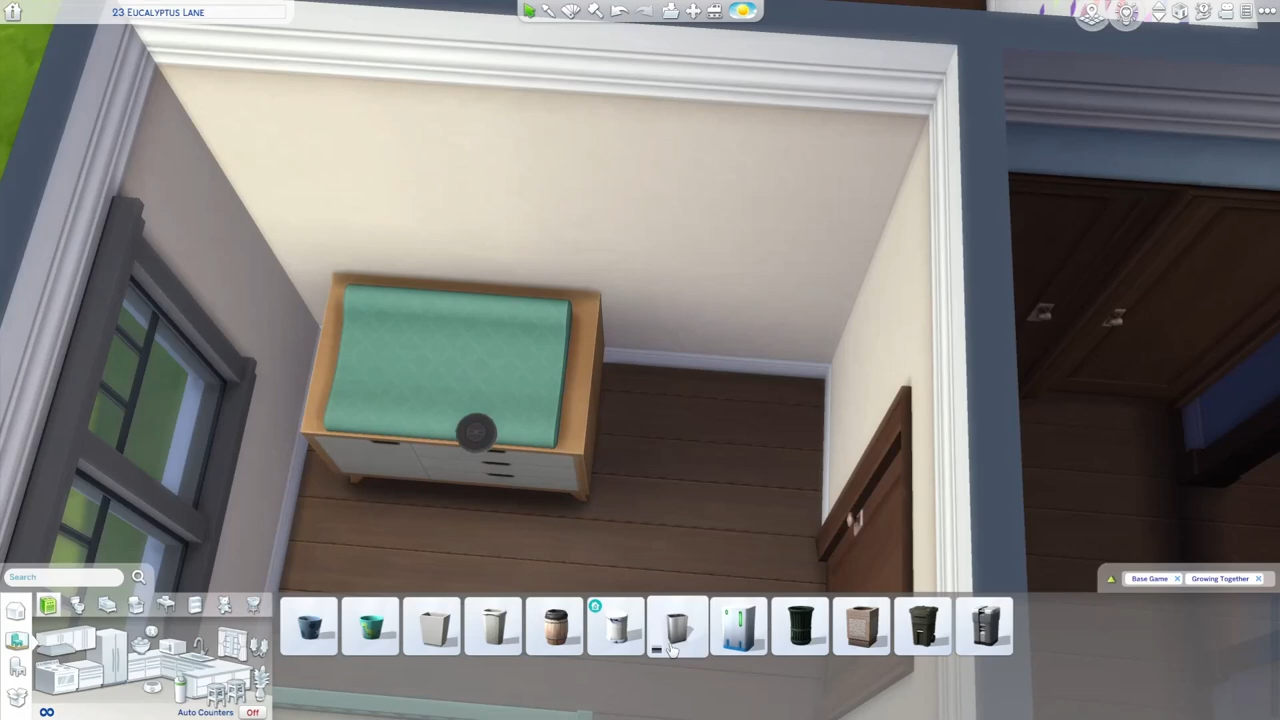 23 Eucalyptus Lane
Base Game
Growing Together
Search
Auto Counters
Off